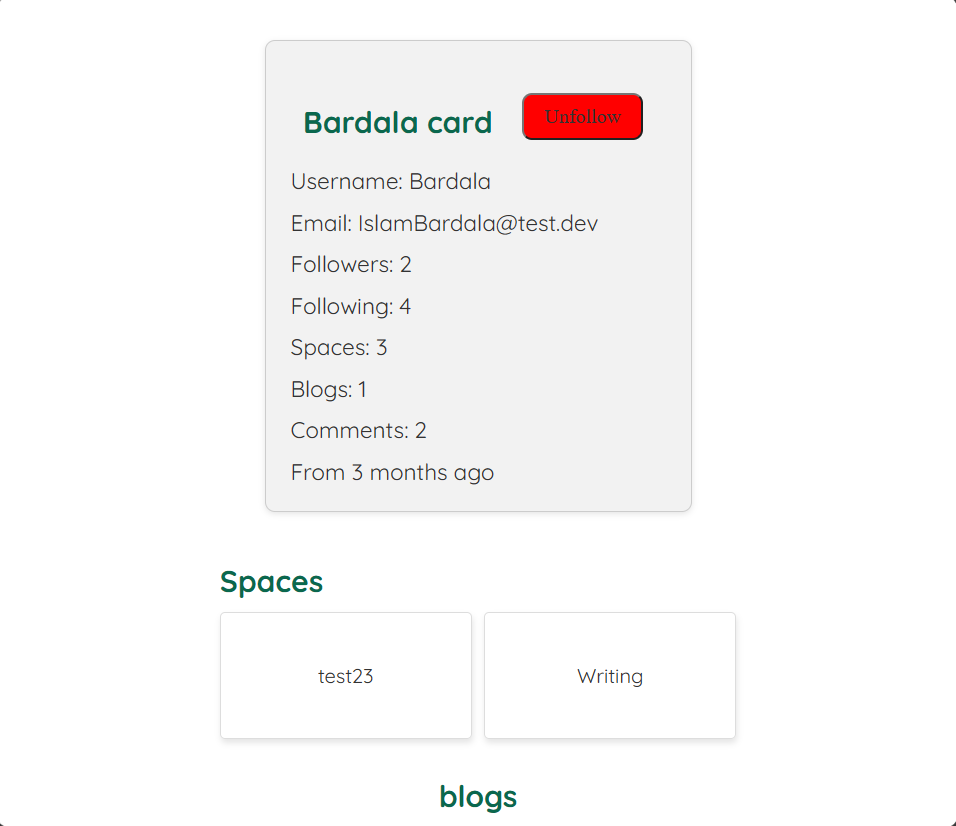 Bardala card
Unfollow
Username: Bardala
Email: IslamBardala@test.dev
Followers: 2
Following: 4
Spaces: 3
Blogs: 1
Comments: 2
From 3 months ago
Spaces
test23
Writing
blogs